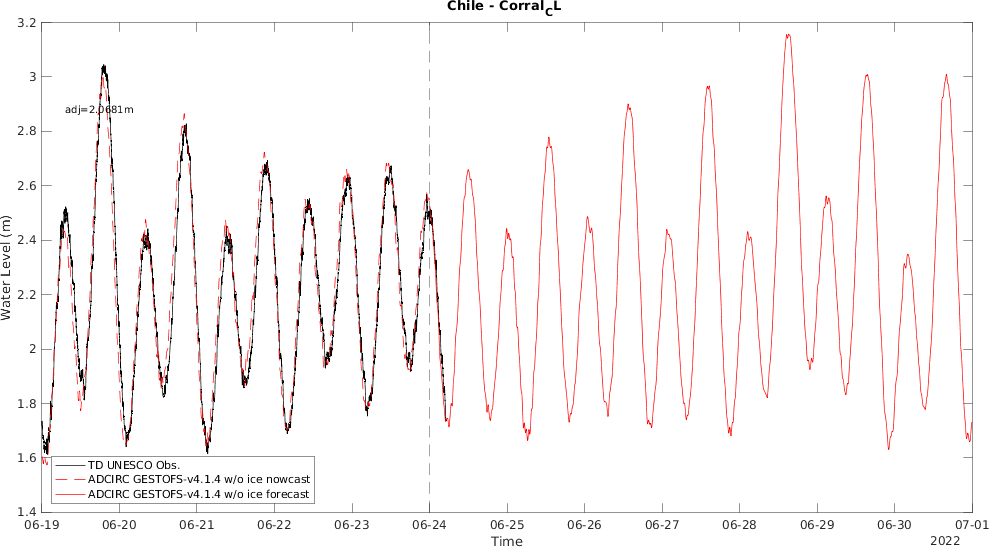 Chile - Corral_CL
3.2
3
2.8
2.6
2.4
2.2
2
1.8
1.6
1.4
Water Level (m)
adj=2.0681m
TD UNESCO Obs.
ADCIRC GESTOFS-v4.1.4 w/o ice nowcast
ADCIRC GESTOFS-v4.1.4 w/o ice forecast
06-19 06-20 06-21 06-22 06-23 06-24 06-25 06-26 06-27 06-28 06-29 06-30 07-01
Time
2022